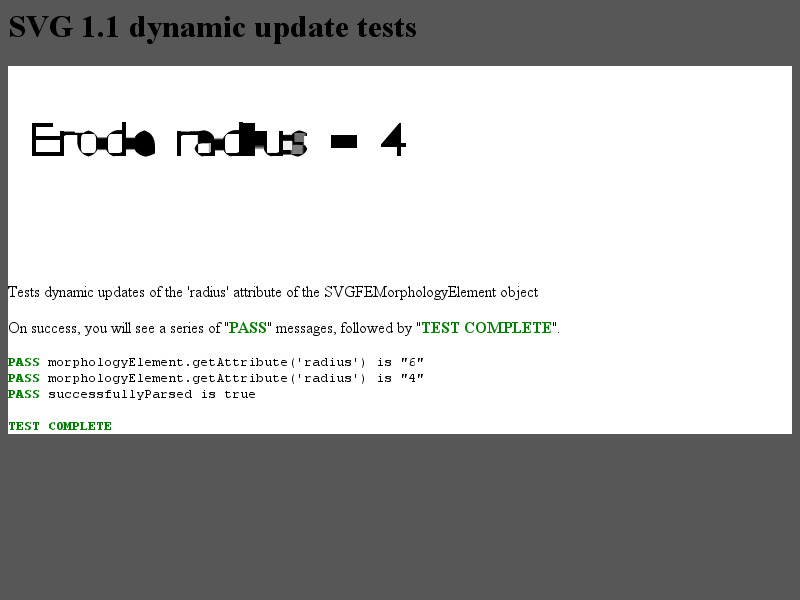 SVG 1.1 dynamic update tests
Erode radius = 4
Tests dynamic updates of the 'radius' attribute of the SVGFEMorphologyElement object
On success, you will see a series of "PASS" messages, followed by "TEST COMPLETE".
PASS morphologyElement.getAttribute('radius') is "6"
PASS morphologyElement.getAttribute('radius') is "4"
PASS successfullyParsed is true
TEST COMPLETE